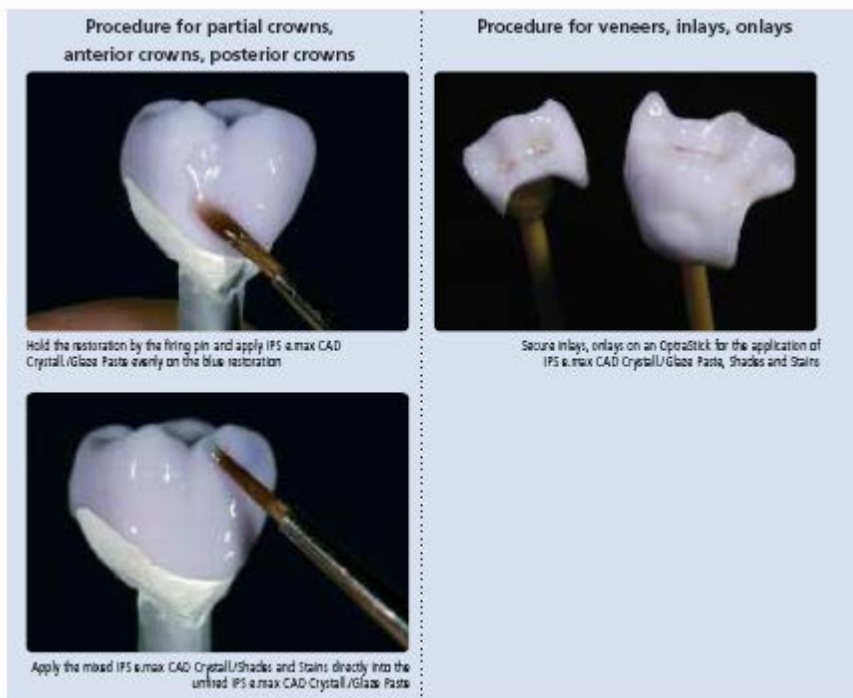 Procedure for partial crowns,
anterior crowns, posterior crowns
Hold the restoration by the firing pin and apply IPS e.max CAD
Crystall./Glaze Paste evenly on the blue restoration
Apply the mixed IPS e.max CAD Crystall./Shades and Stains directly into the
unfired IPS e.max CAD Crystall./Glaze Paste
Procedure for veneers, inlays, onlays
Secure inlays, onlays on an OptraStick for the application of
IPS e.max CAD Crystall./Glaze Paste, Shades and Stains